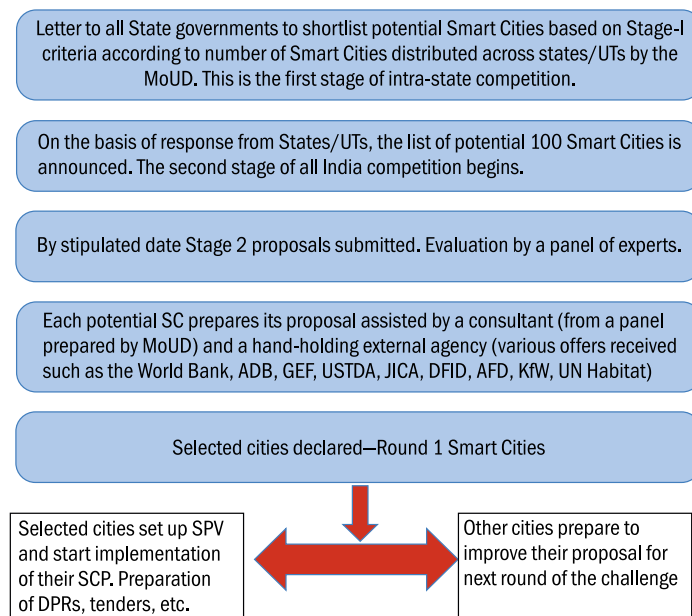 Letter to all State governments to shortlist potential Smart Cities based on Stage-I
criteria according to number of Smart Cities distributed across states/UTs by the
MoUD. This is the first stage of intra-state competition.
On the basis of response from States/UTs, the list of potential 100 Smart Cities is
announced. The second stage of all India competition begins.
By stipulated date Stage 2 proposals submitted. Evaluation by a panel of experts.
Each potential SC prepares its proposal assisted by a consultant (from a panel
prepared by MoUD) and a hand-holding external agency (various offers received
such as the World Bank, ADB, GEF, USTDA, JICA, DFID, AFD, KfW, UN Habitat)
Selected cities declared—Round 1 Smart Cities
Selected cities set up SPV
and start implementation
of their SCP. Preparation
of DPRs, tenders, etc.
Other cities prepare to
improve their proposal for
next round of the challenge